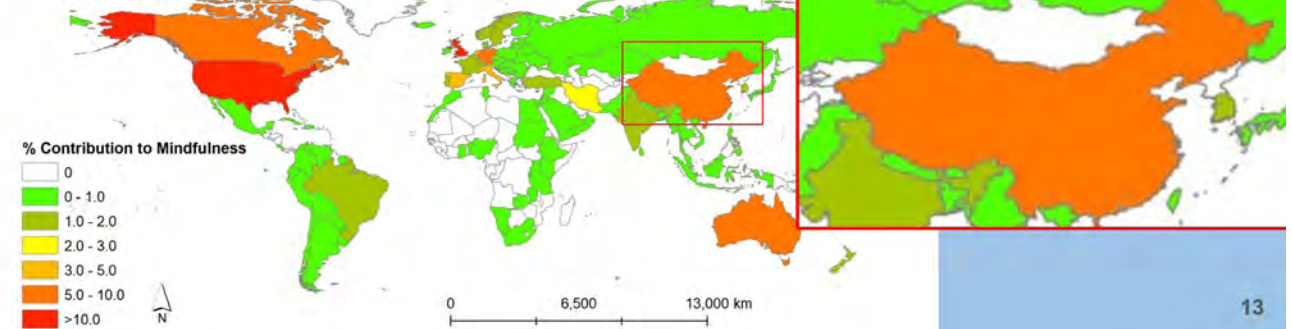 % Contribution to Mindfulness
0
0 - 1.0
1.0 - 2.0
2.0 - 3.0
3.0 - 5.0
5.0 - 10.0
>10.0
N
0 6,500 13,000 km
13